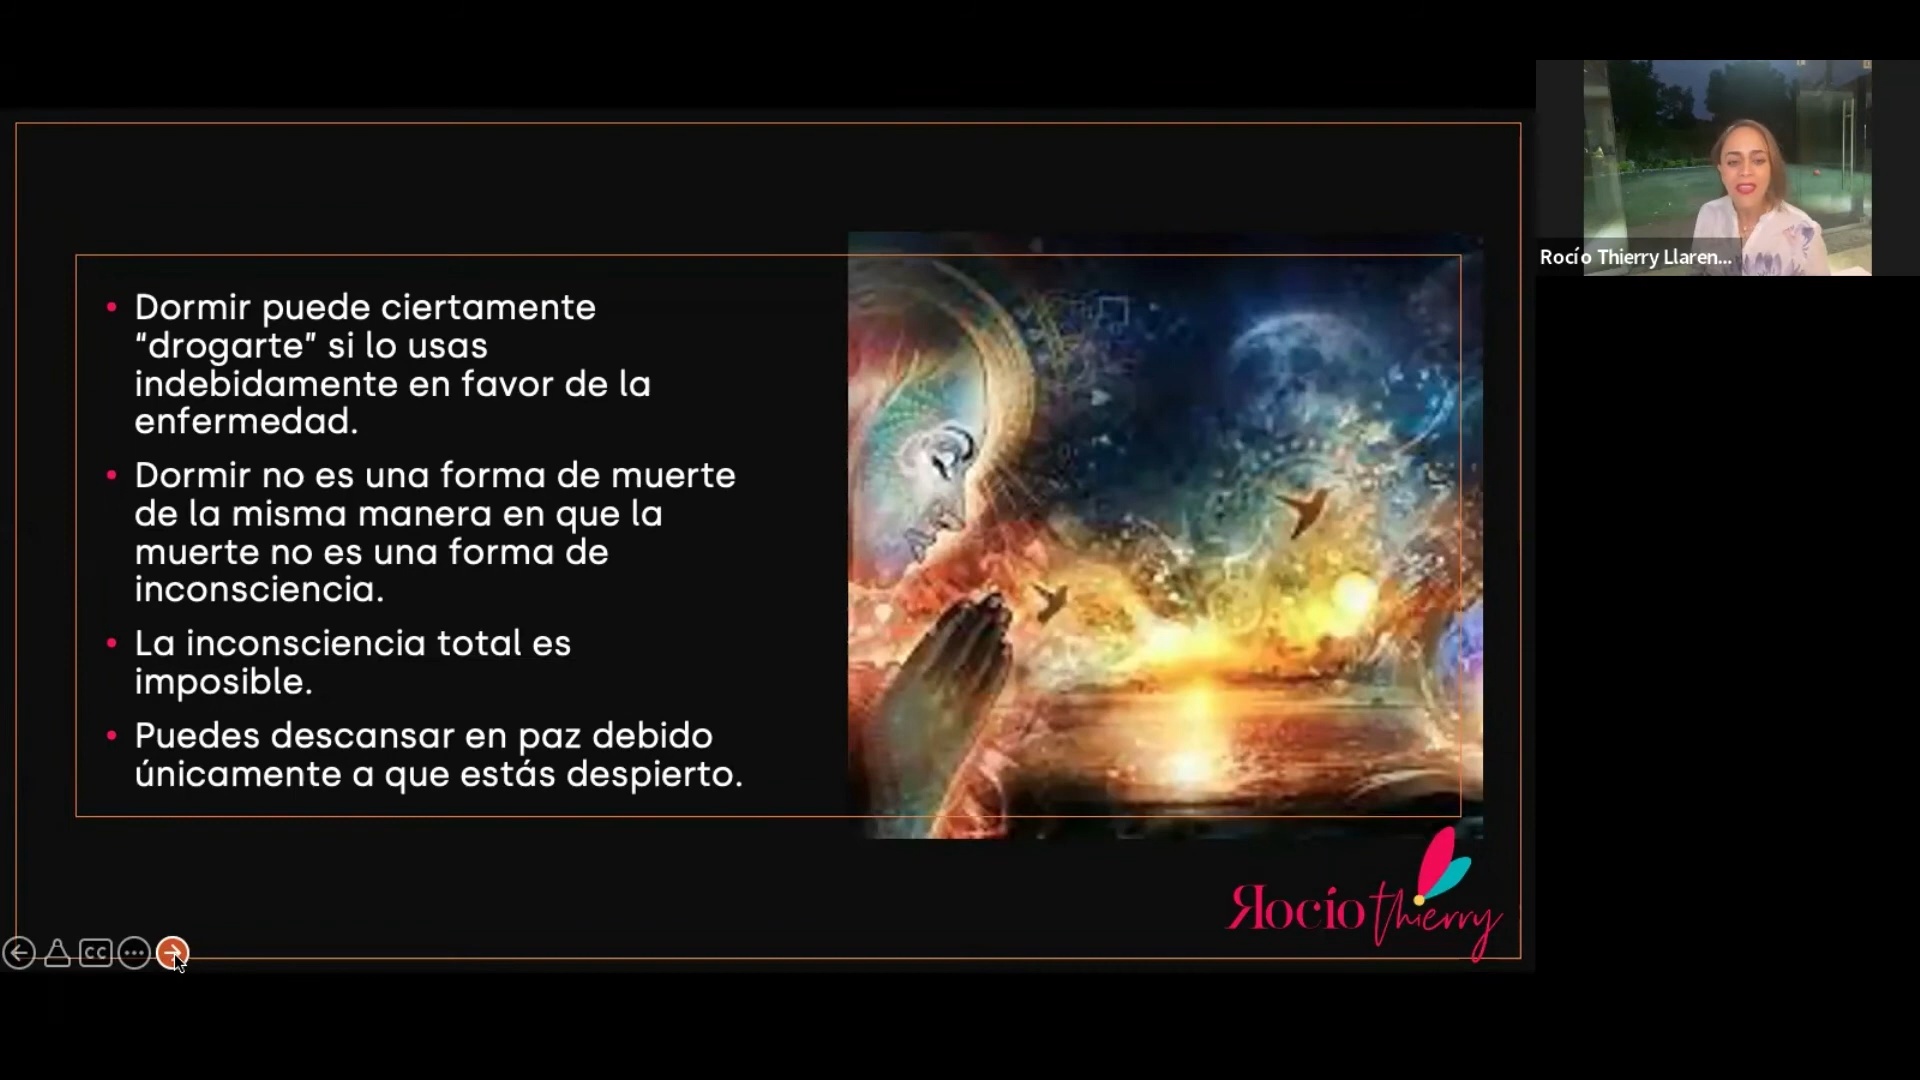 Rocío Thierry Llaren...
• Dormir puede ciertamente
“drogarte” si lo usas
indebidamente en favor de la
enfermedad.
• Dormir no es una forma de muerte
de la misma manera en que la
muerte no es una forma de
inconsciencia.
• La inconsciencia total es
imposible.
• Puedes descansar en paz debido
únicamente a que estás despierto.
Rocío Thierry
CC